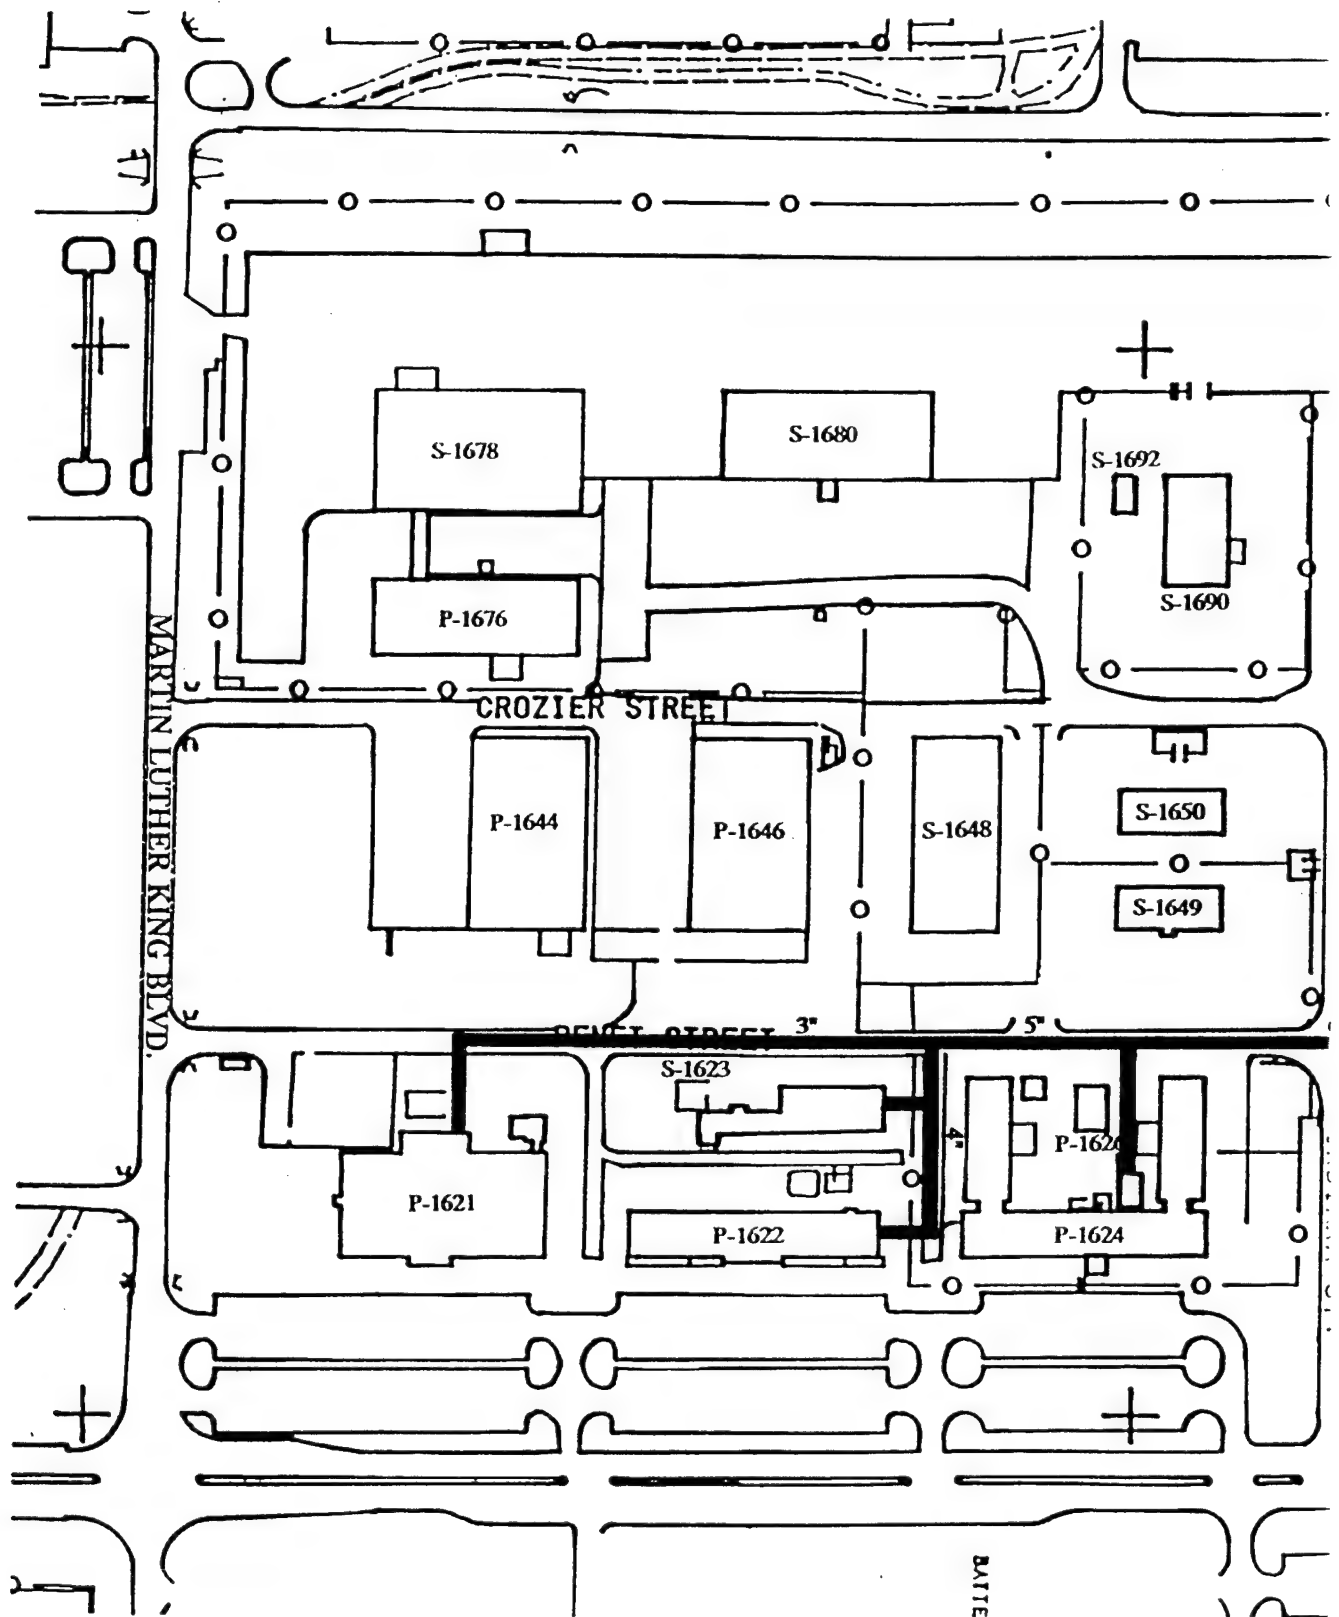 S-1678
S-1680
S-1692
S-1690
P-1676
MARTIN LUTHER KING BLVD.
CROZIER STREET
P-1644
P-1646
S-1648
S-1650
S-1649
STREET 3" 5"
S-1623
4"
P-1621
P-1622
P-1624